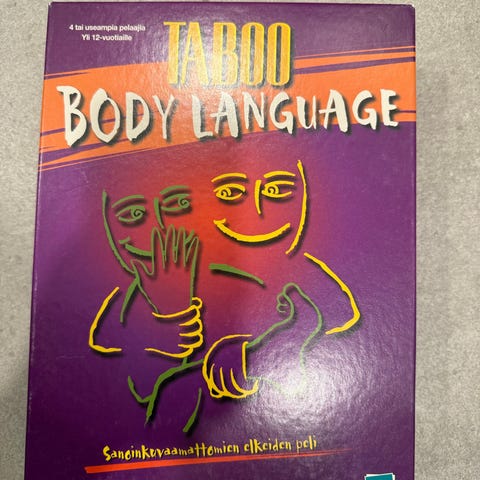 4 tai useampia pelaajia
Yli 12-vuotiaille
TABOO
BODY LANGUAGE
Sanoinkuvaamattomien elkeiden peli